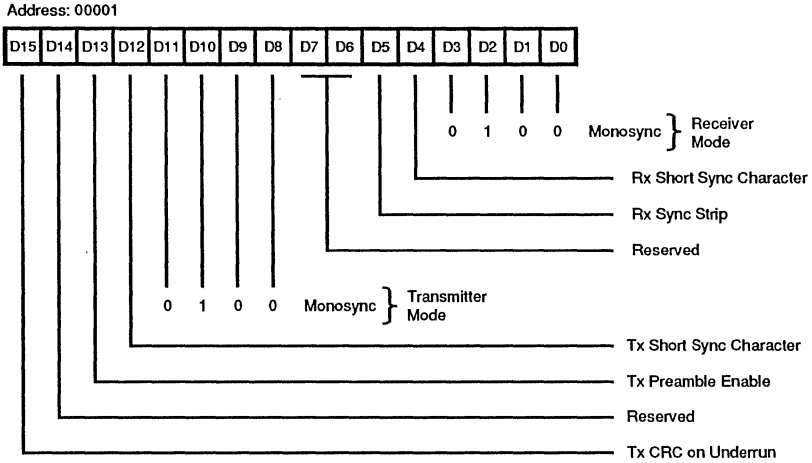 Address: 00001
D15 D14 D13 D12 D11 D10 D9 D8 D7 D6 D5 D4 D3 D2 D1 D0
0 1 0 0 Monosync } Receiver
Mode
Rx Short Sync Character
Rx Sync Strip
Reserved
0 1 0 0 Monosync } Transmitter
Mode
Tx Short Sync Character
Tx Preamble Enable
Reserved
Tx CRC on Underrun